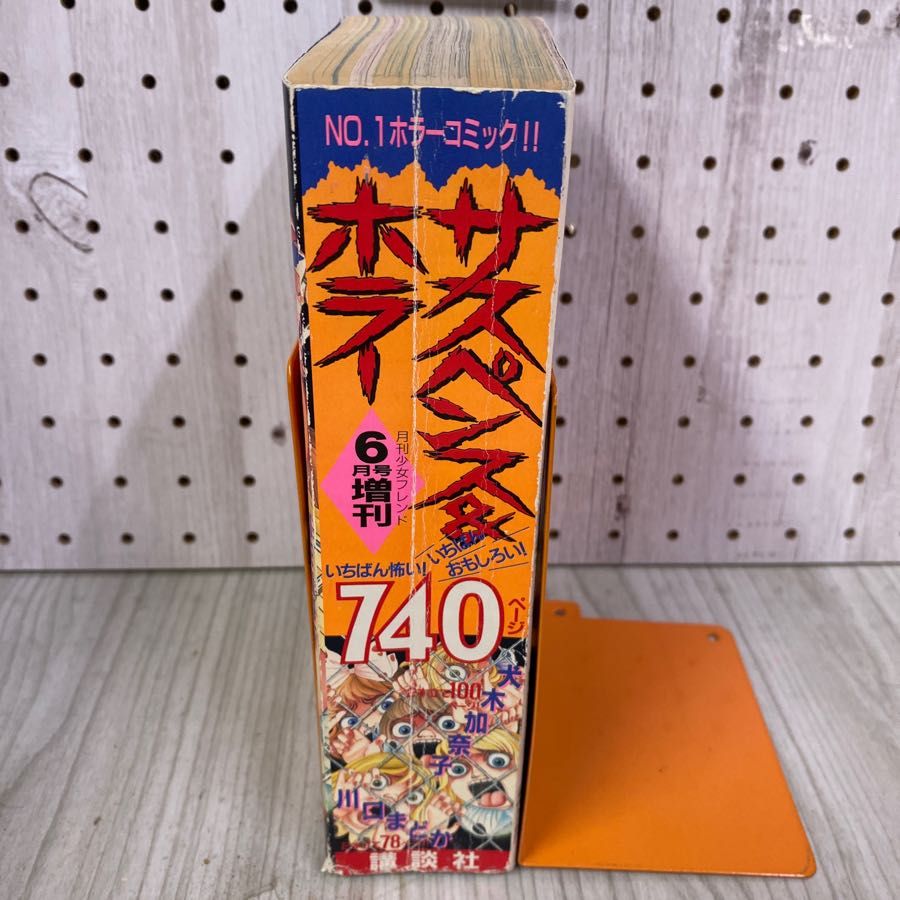 NO.1ホラーコミック!!
サスペンス&
ホラー
月刊少女フレンド
6月号増刊
いちばん怖い!
いちばん
おもしろい!
740ページ
犬木加奈子
100
川口まどか
78
講談社